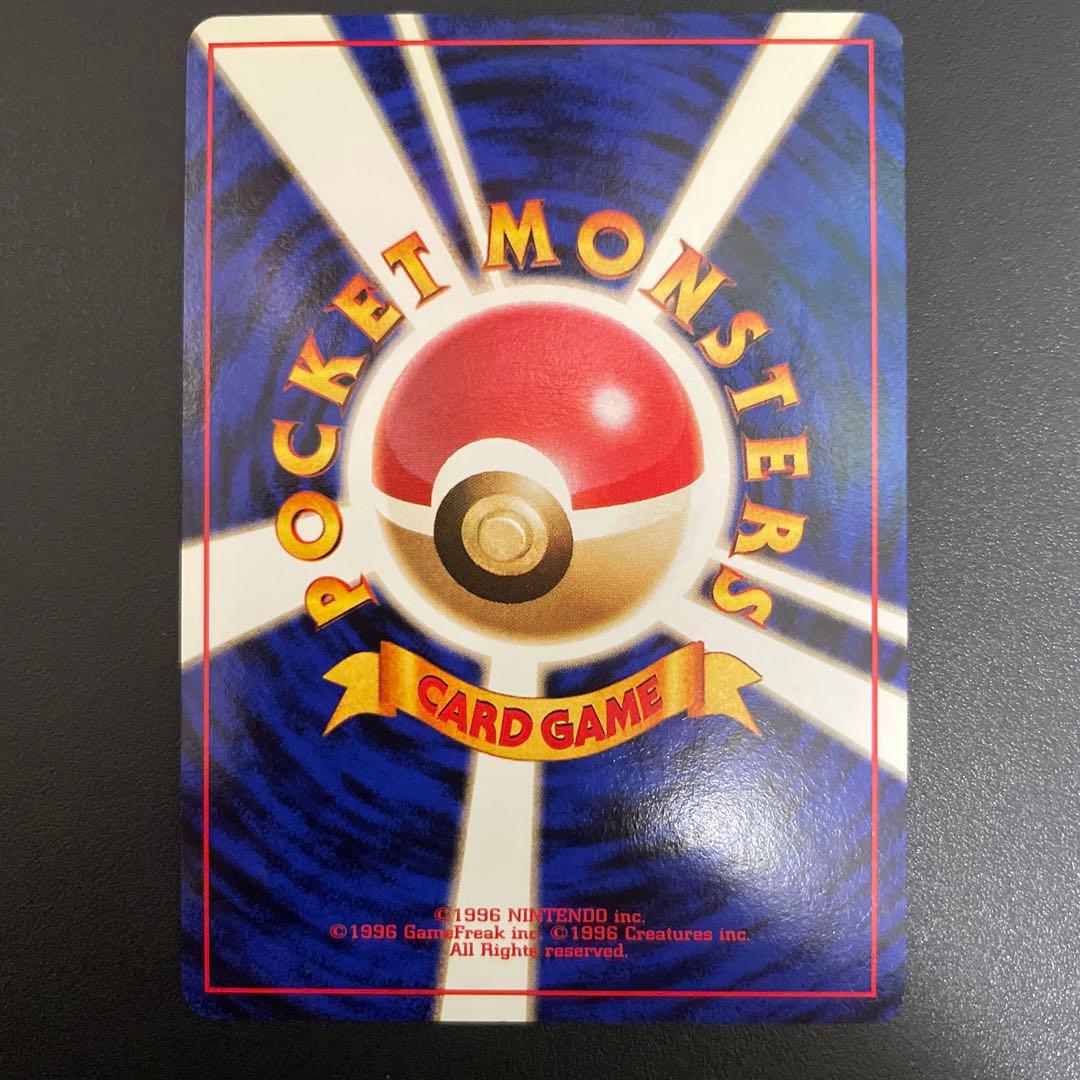 POCKET MONSTERS
CARD GAME
©1996 NINTENDO inc.
©1996 GameFreak inc. ©1996 Creatures inc.
All Rights reserved.